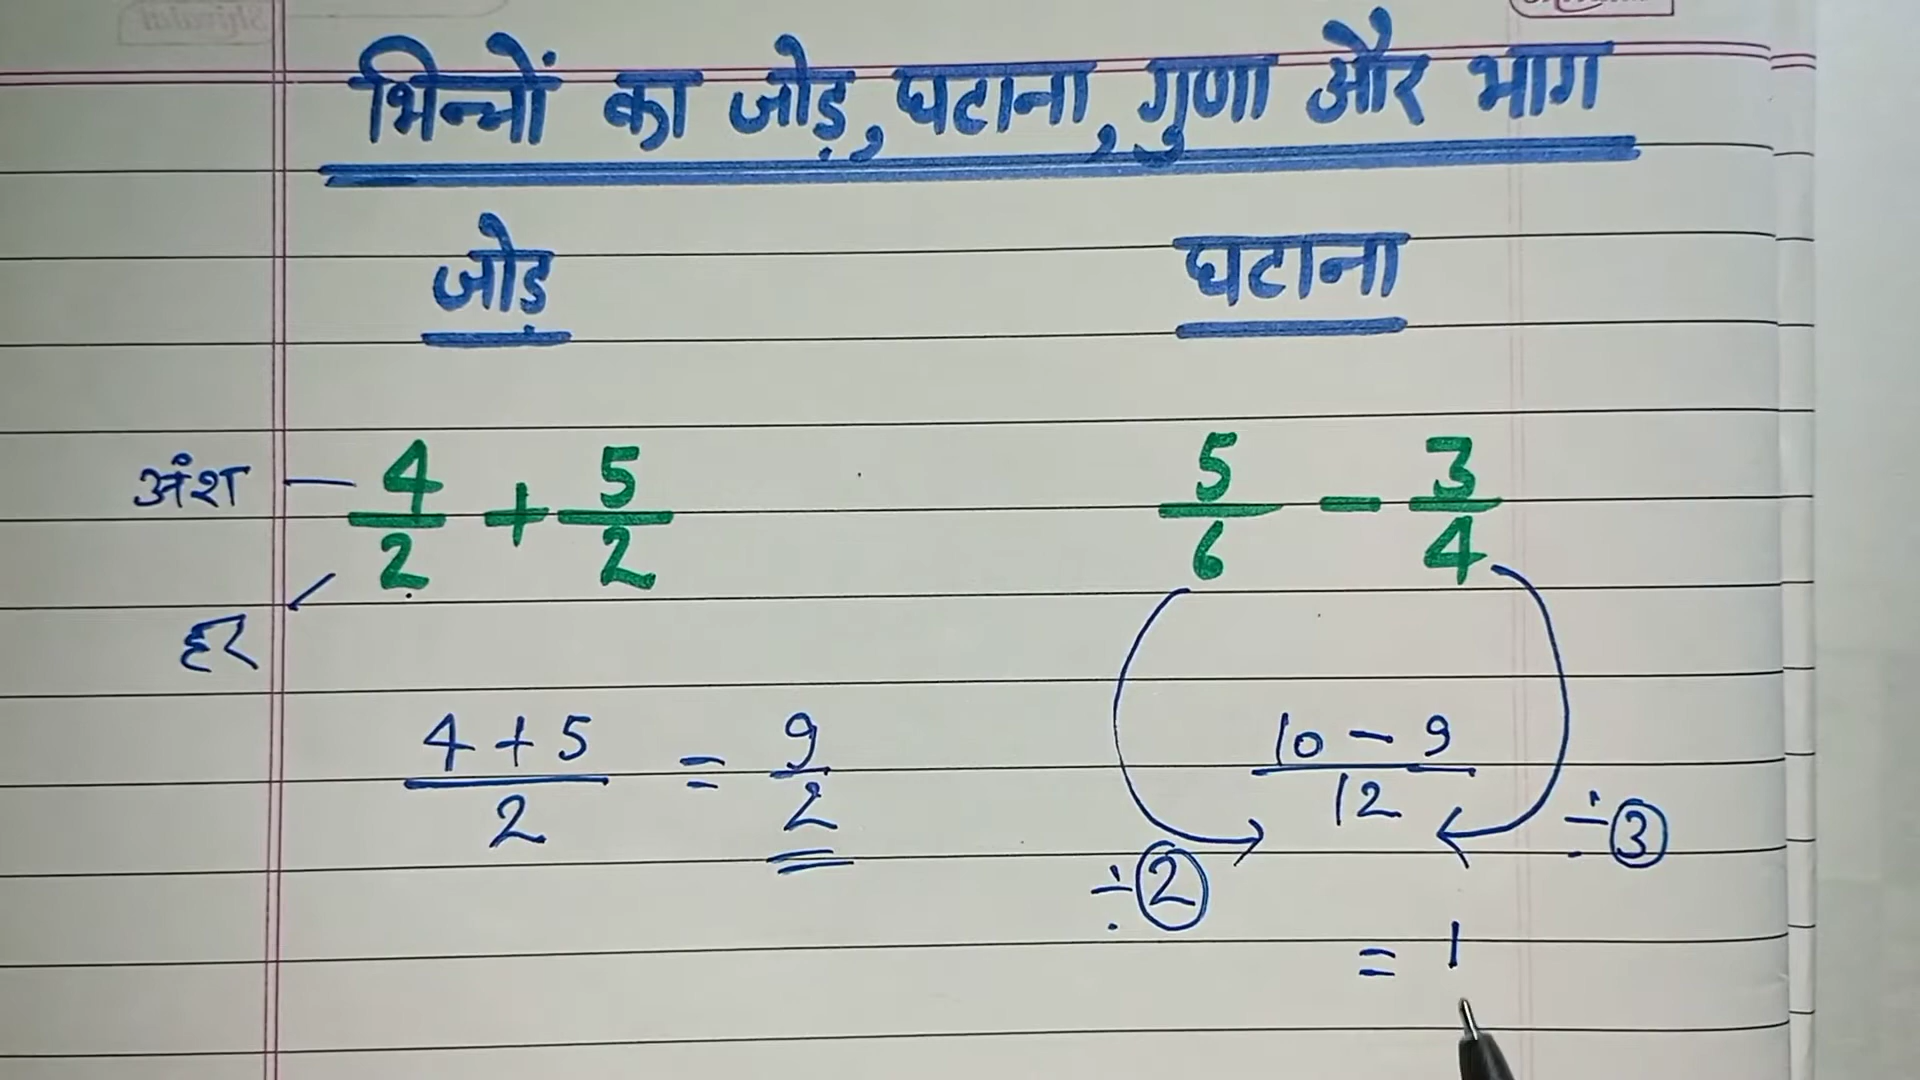 भिन्नों का जोड़, घटाना, गुणा और भाग
जोड़
घटाना
अंश — 4/2 + 5/2
हर
5/6 - 3/4
4 + 5/2 = 9/2
10 - 9/12
÷ 2
÷ 3
= 1